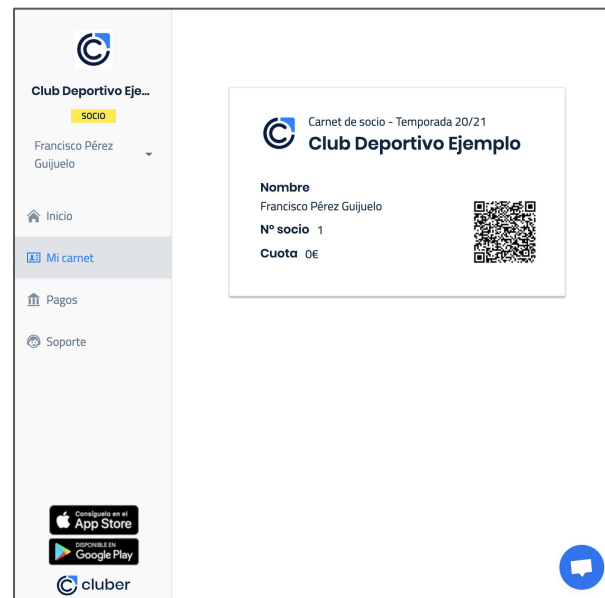 Club Deportivo Eje...
SOCIO
Francisco Pérez
Guijuelo
Inicio
Mi carnet
Pagos
Soporte
Consíguelo en el
App Store
DISPONIBLE EN
Google Play
cluber
Carnet de socio - Temporada 20/21
Club Deportivo Ejemplo
Nombre
Francisco Pérez Guijuelo
Nº socio 1
Cuota 0€